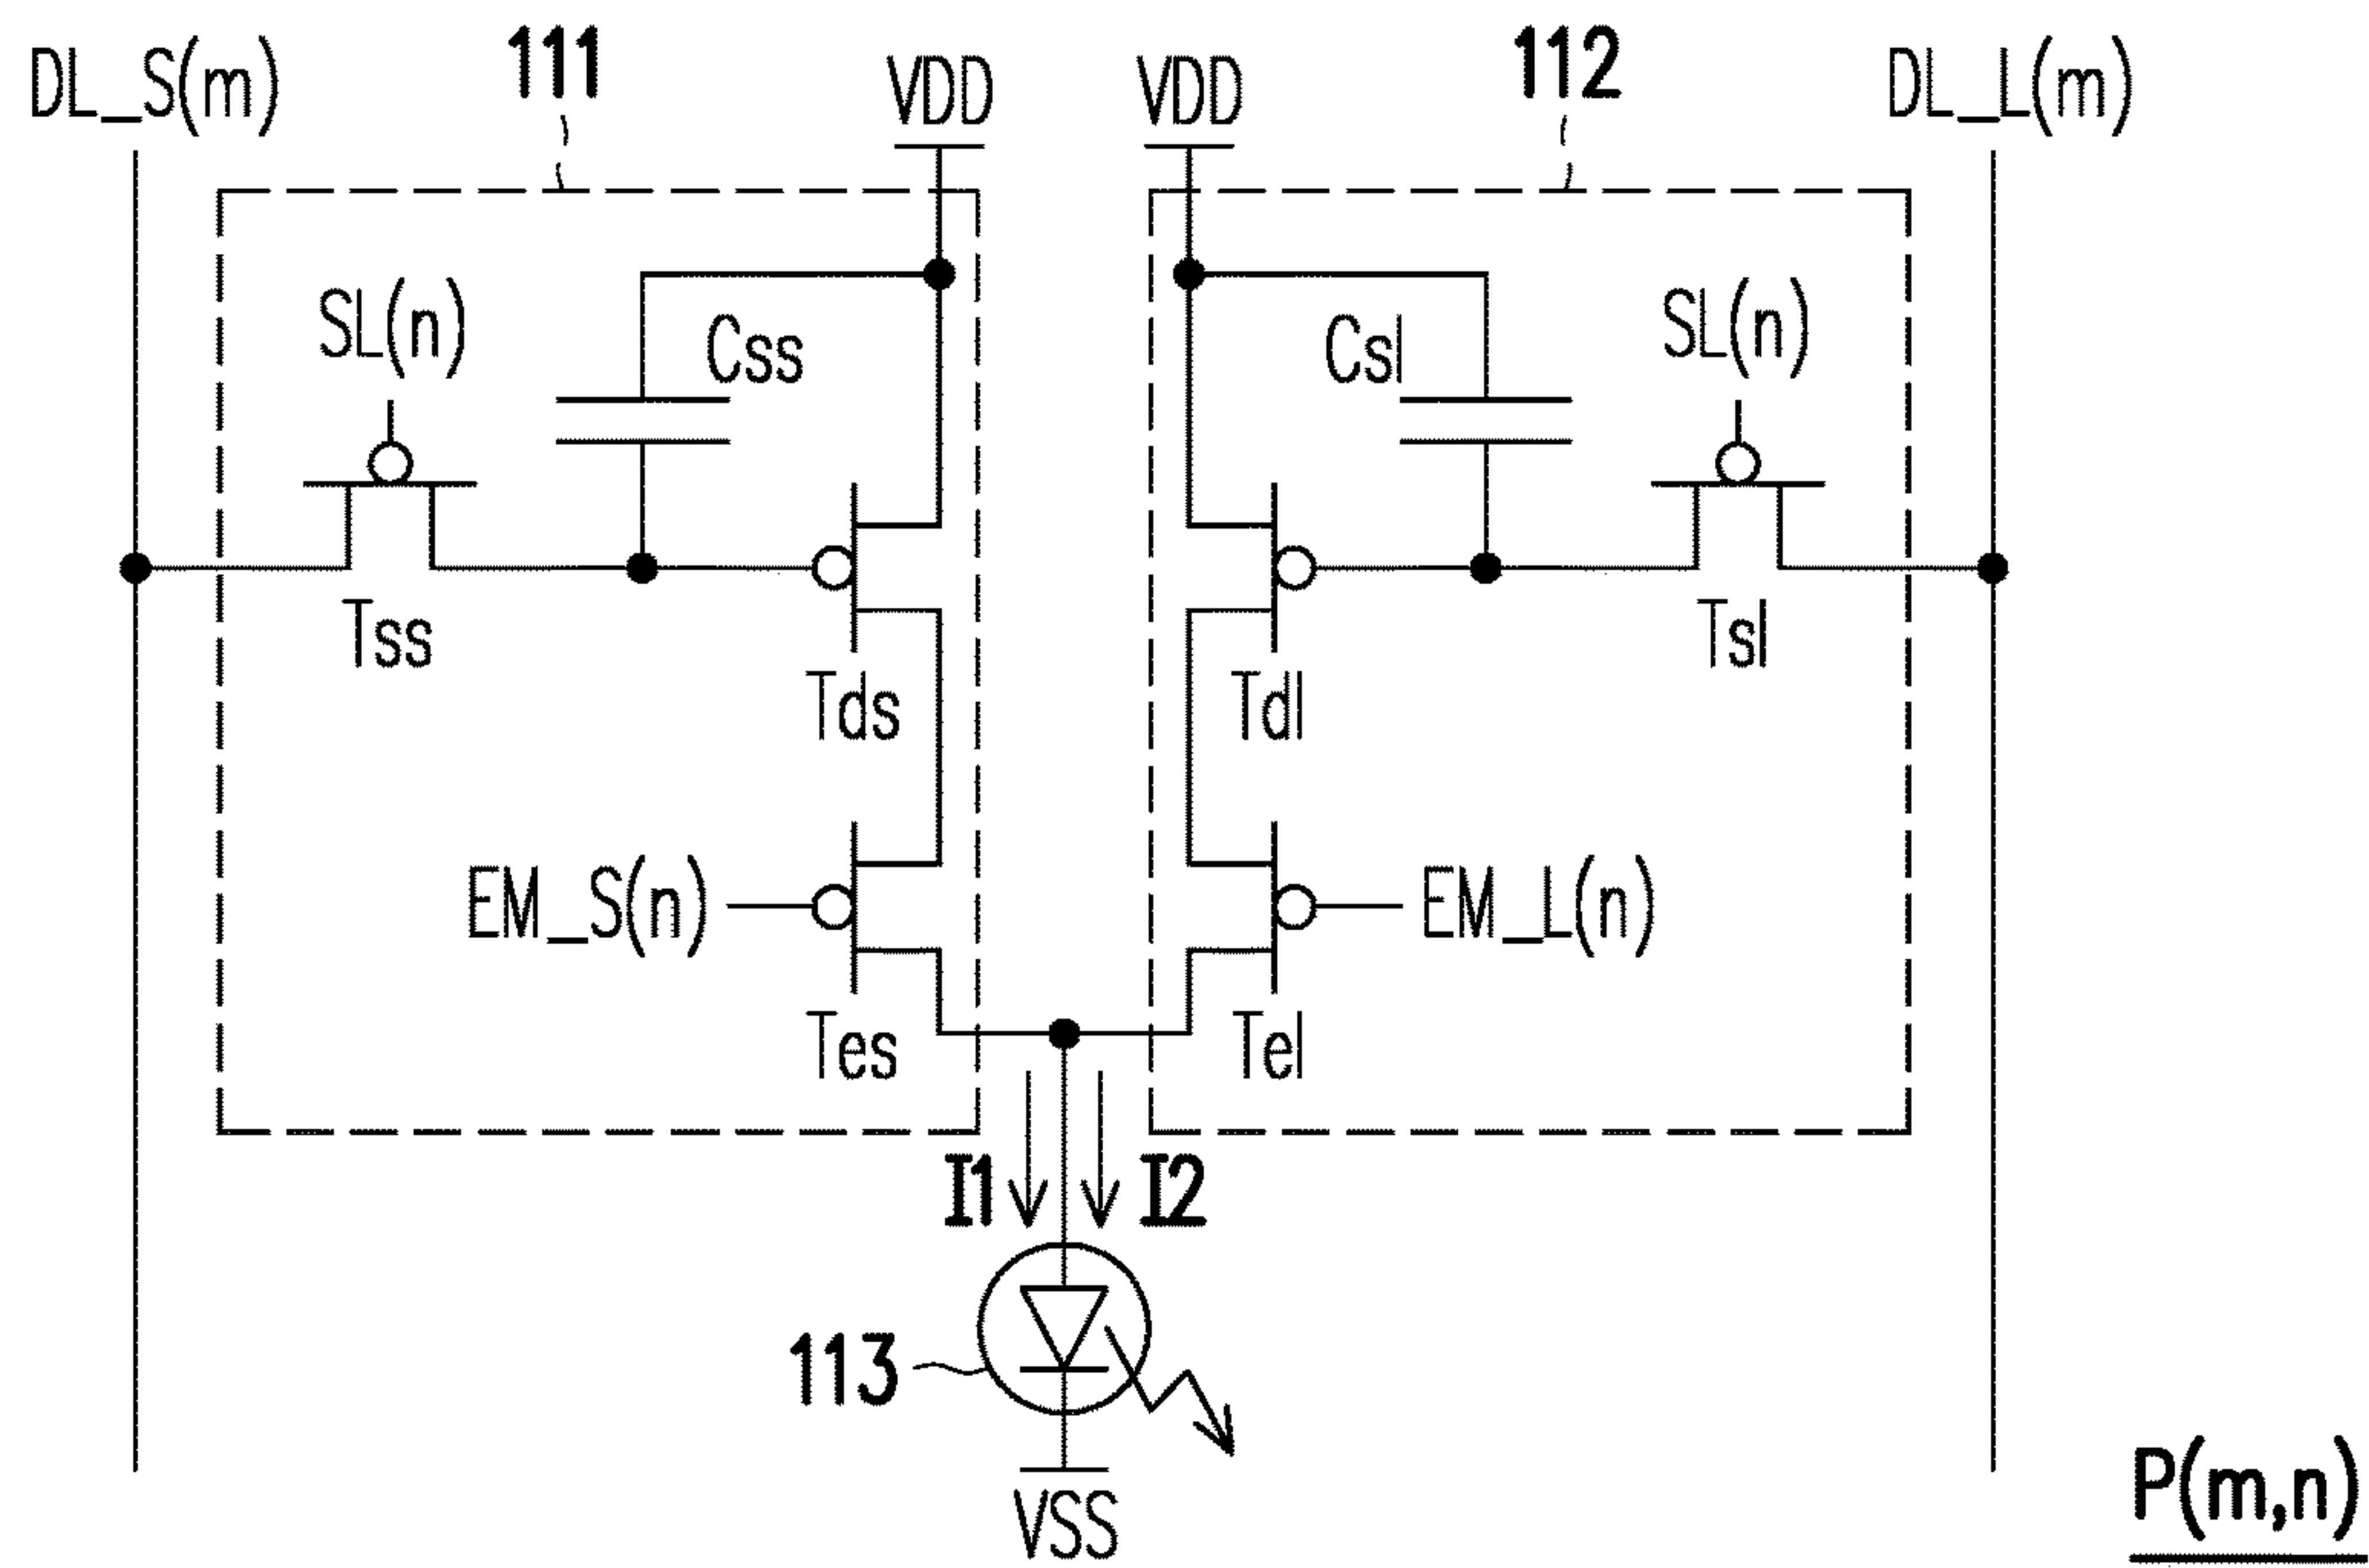 DL_S(m) 111 VDD VDD 112 DL_L(m)
SL(n) Css Csl SL(n)
Tss Tsl
Tds Tdl
EM_S(n) EM_L(n)
Tes Tel
I1 I2
113
VSS
P(m,n)